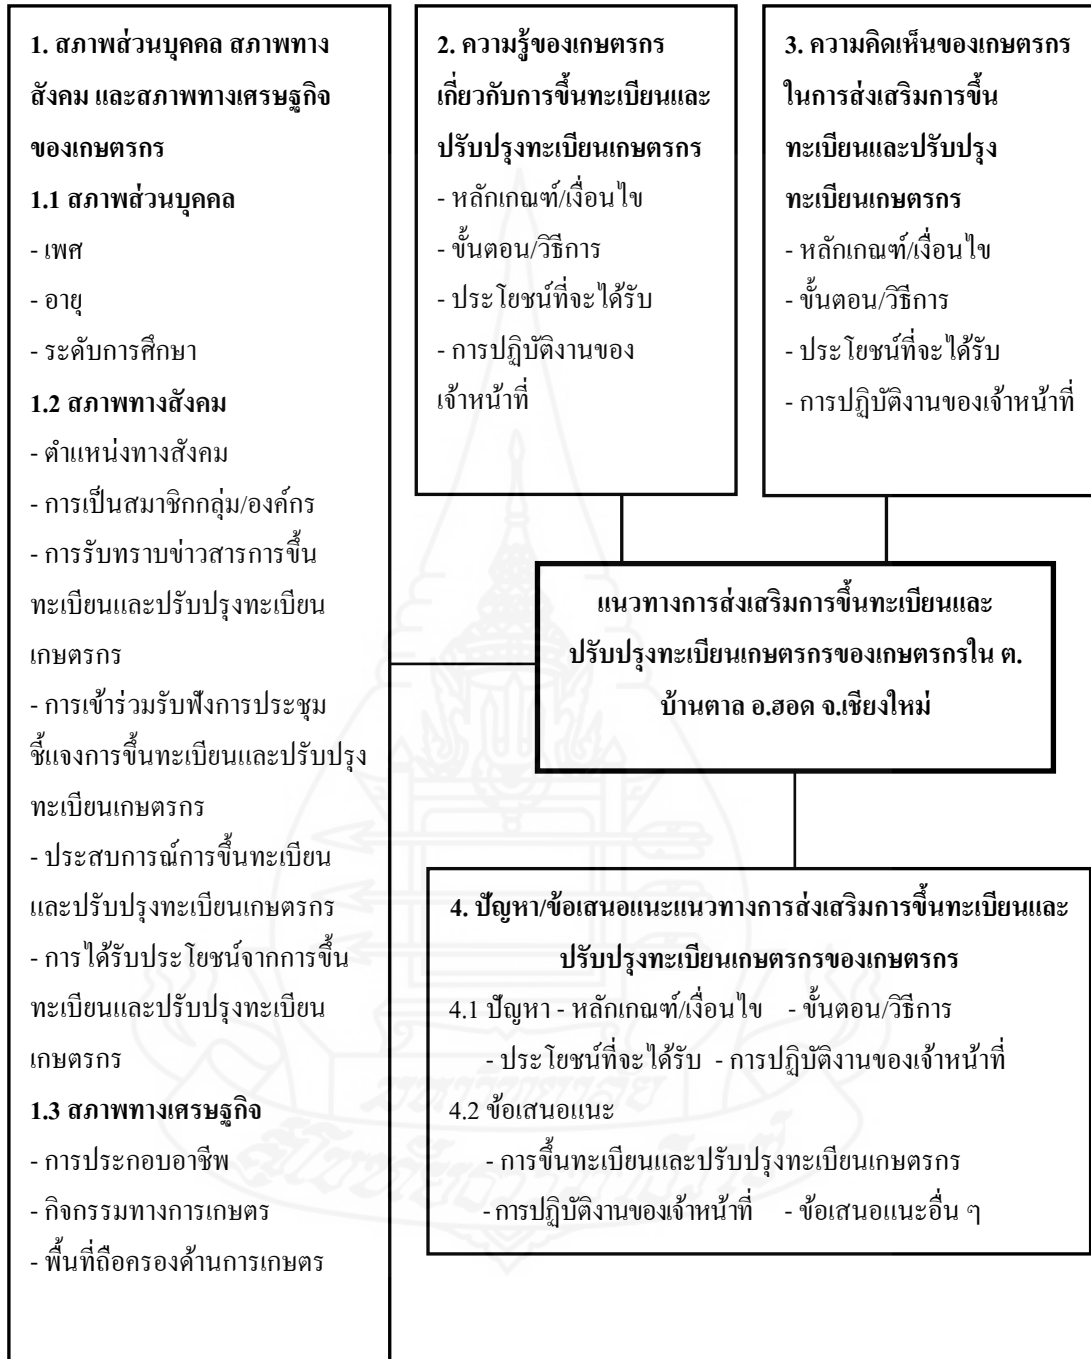 1. สภาพส่วนบุคคล สภาพทาง
สังคม และสภาพทางเศรษฐกิจ
ของเกษตรกร
1.1 สภาพส่วนบุคคล
- เพศ
- อายุ
- ระดับการศึกษา
1.2 สภาพทางสังคม
- ตำแหน่งทางสังคม
- การเป็นสมาชิกกลุ่ม/องค์กร
- การรับทราบข่าวสารการขึ้น
ทะเบียนและปรับปรุงทะเบียน
เกษตรกร
- การเข้าร่วมรับฟังการประชุม
ชี้แจงการขึ้นทะเบียนและปรับปรุง
ทะเบียนเกษตรกร
- ประสบการณ์การขึ้นทะเบียน
และปรับปรุงทะเบียนเกษตรกร
- การได้รับประโยชน์จากการขึ้น
ทะเบียนและปรับปรุงทะเบียน
เกษตรกร
1.3 สภาพทางเศรษฐกิจ
- การประกอบอาชีพ
- กิจกรรมทางการเกษตร
- พื้นที่ถือครองด้านการเกษตร
2. ความรู้ของเกษตรกร
เกี่ยวกับการขึ้นทะเบียนและ
ปรับปรุงทะเบียนเกษตรกร
- หลักเกณฑ์/เงื่อนไข
- ขั้นตอน/วิธีการ
- ประโยชน์ที่จะได้รับ
- การปฏิบัติงานของ
เจ้าหน้าที่
3. ความคิดเห็นของเกษตรกร
ในการส่งเสริมการขึ้น
ทะเบียนและปรับปรุง
ทะเบียนเกษตรกร
- หลักเกณฑ์/เงื่อนไข
- ขั้นตอน/วิธีการ
- ประโยชน์ที่จะได้รับ
- การปฏิบัติงานของเจ้าหน้าที่
แนวทางการส่งเสริมการขึ้นทะเบียนและ
ปรับปรุงทะเบียนเกษตรกรของเกษตรกรใน ต.
บ้านตาล อ.ฮอด จ.เชียงใหม่
4. ปัญหา/ข้อเสนอแนะแนวทางการส่งเสริมการขึ้นทะเบียนและ
ปรับปรุงทะเบียนเกษตรกรของเกษตรกร
4.1 ปัญหา - หลักเกณฑ์/เงื่อนไข - ขั้นตอน/วิธีการ
- ประโยชน์ที่จะได้รับ - การปฏิบัติงานของเจ้าหน้าที่
4.2 ข้อเสนอแนะ
- การขึ้นทะเบียนและปรับปรุงทะเบียนเกษตรกร
- การปฏิบัติงานของเจ้าหน้าที่ - ข้อเสนอแนะอื่น ๆ
มหาวิทยาลัย
สุโขทัยธรรมาธิราช